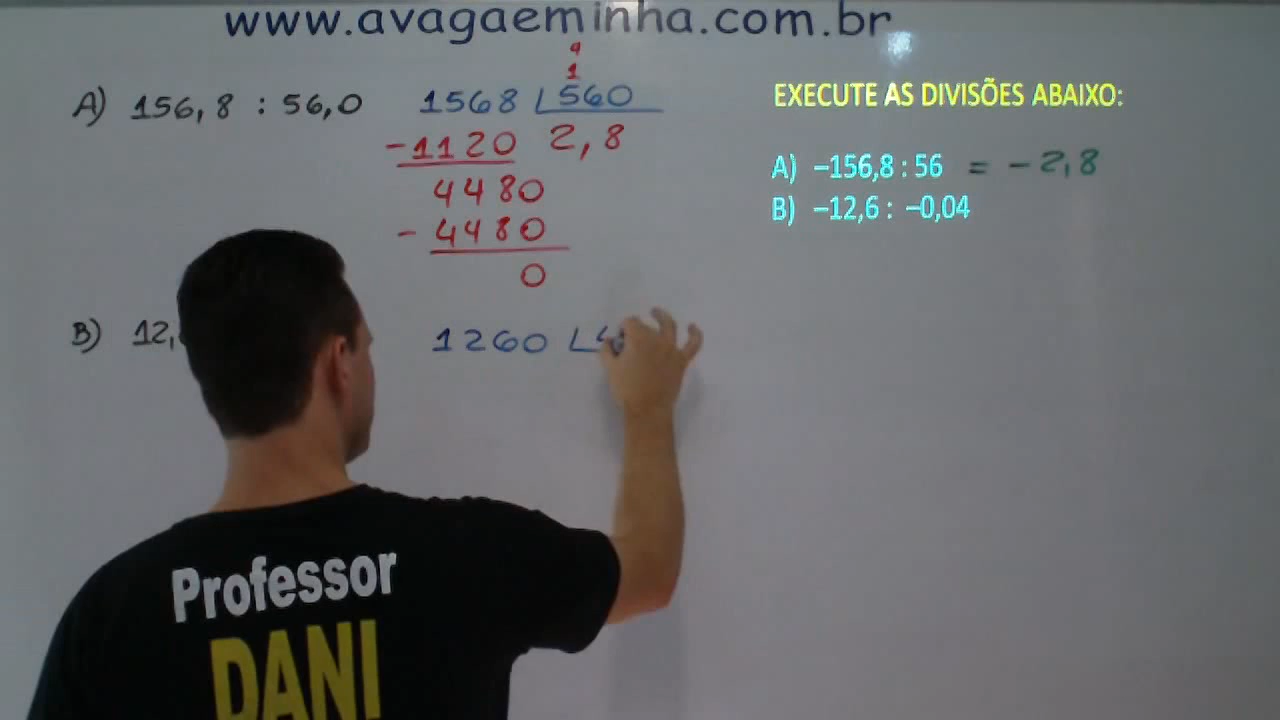 www.avagaeminha.com.br
4
1
A) 156,8 : 56,0 1568 560
-1120 2,8
4480
- 4480
0
B) 12, 1260
EXECUTE AS DIVISÕES ABAIXO:
A) –156,8 : 56 = - 2,8
B) –12,6 : –0,04
Professor
DANI